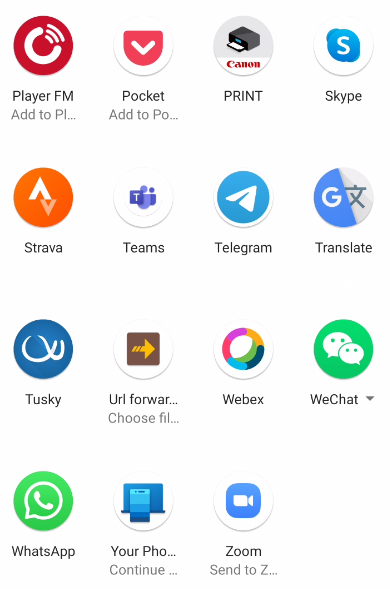 Canon
S
Player FM
Pocket
PRINT
Skype
Add to Pl...
Add to Po...
G 文
Strava
Teams
Telegram
Translate
Tusky
Url forwar...
Webex
WeChat
Choose fil...
WhatsApp
Your Pho...
Zoom
Continue ...
Send to Z...